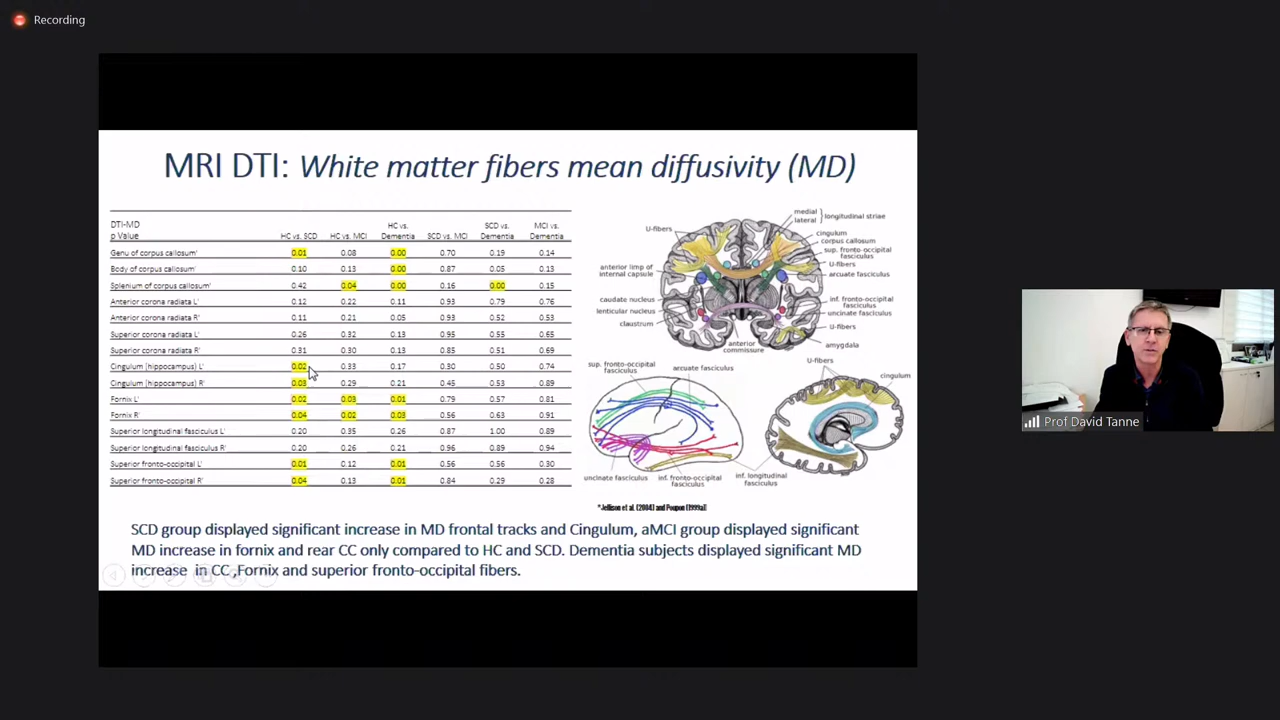 Recording
MRI DTI: White matter fibers mean diffusivity (MD)
DTI-MD
p Value HC vs. SCD HC vs. MCI HC vs. Dementia SCD vs. MCI SCD vs. Dementia MCI vs. Dementia
Genu of corpus callosum' 0.01 0.08 0.00 0.70 0.19 0.14
Body of corpus callosum' 0.10 0.13 0.00 0.87 0.05 0.13
Splenium of corpus callosum' 0.42 0.04 0.00 0.16 0.00 0.15
Anterior corona radiata L' 0.12 0.22 0.11 0.93 0.79 0.76
Anterior corona radiata R' 0.11 0.21 0.05 0.93 0.52 0.53
Superior corona radiata L' 0.26 0.32 0.13 0.95 0.55 0.65
Superior corona radiata R' 0.31 0.30 0.13 0.85 0.51 0.69
Cingulum (hippocampus) L' 0.02 0.33 0.17 0.30 0.50 0.74
Cingulum (hippocampus) R' 0.03 0.29 0.21 0.45 0.53 0.89
Fornix L' 0.02 0.03 0.01 0.79 0.57 0.81
Fornix R' 0.04 0.02 0.03 0.56 0.63 0.91
Superior longitudinal fasciculus L' 0.20 0.35 0.26 0.87 1.00 0.89
Superior longitudinal fasciculus R' 0.20 0.26 0.21 0.96 0.89 0.94
Superior fronto-occipital L' 0.01 0.12 0.01 0.56 0.56 0.30
Superior fronto-occipital R' 0.04 0.13 0.01 0.84 0.29 0.28
medial
lateral
longitudinal striae
U-fibers
cingulum
corpus callosum
sup. fronto-occipital
fasciculus
U-fibers
arcuate fasciculus
anterior limp of
internal capsule
caudate nucleus
lenticular nucleus
claustrum
inf. fronto-occipital
fasciculus
uncinate fasciculus
U-fibers
amygdala
anterior
commissure
sup. fronto-occipital
fasciculus
arcuate fasciculus
U-fibers
cingulum
uncinate fasciculus
inf. fronto-occipital
fasciculus
inf. longitudinal
fasciculus
*Jellison et al. (2004) and Poupon (1999a)
SCD group displayed significant increase in MD frontal tracks and Cingulum, aMCI group displayed significant
MD increase in fornix and rear CC only compared to HC and SCD. Dementia subjects displayed significant MD
increase in CC ,Fornix and superior fronto-occipital fibers.
Prof David Tanne